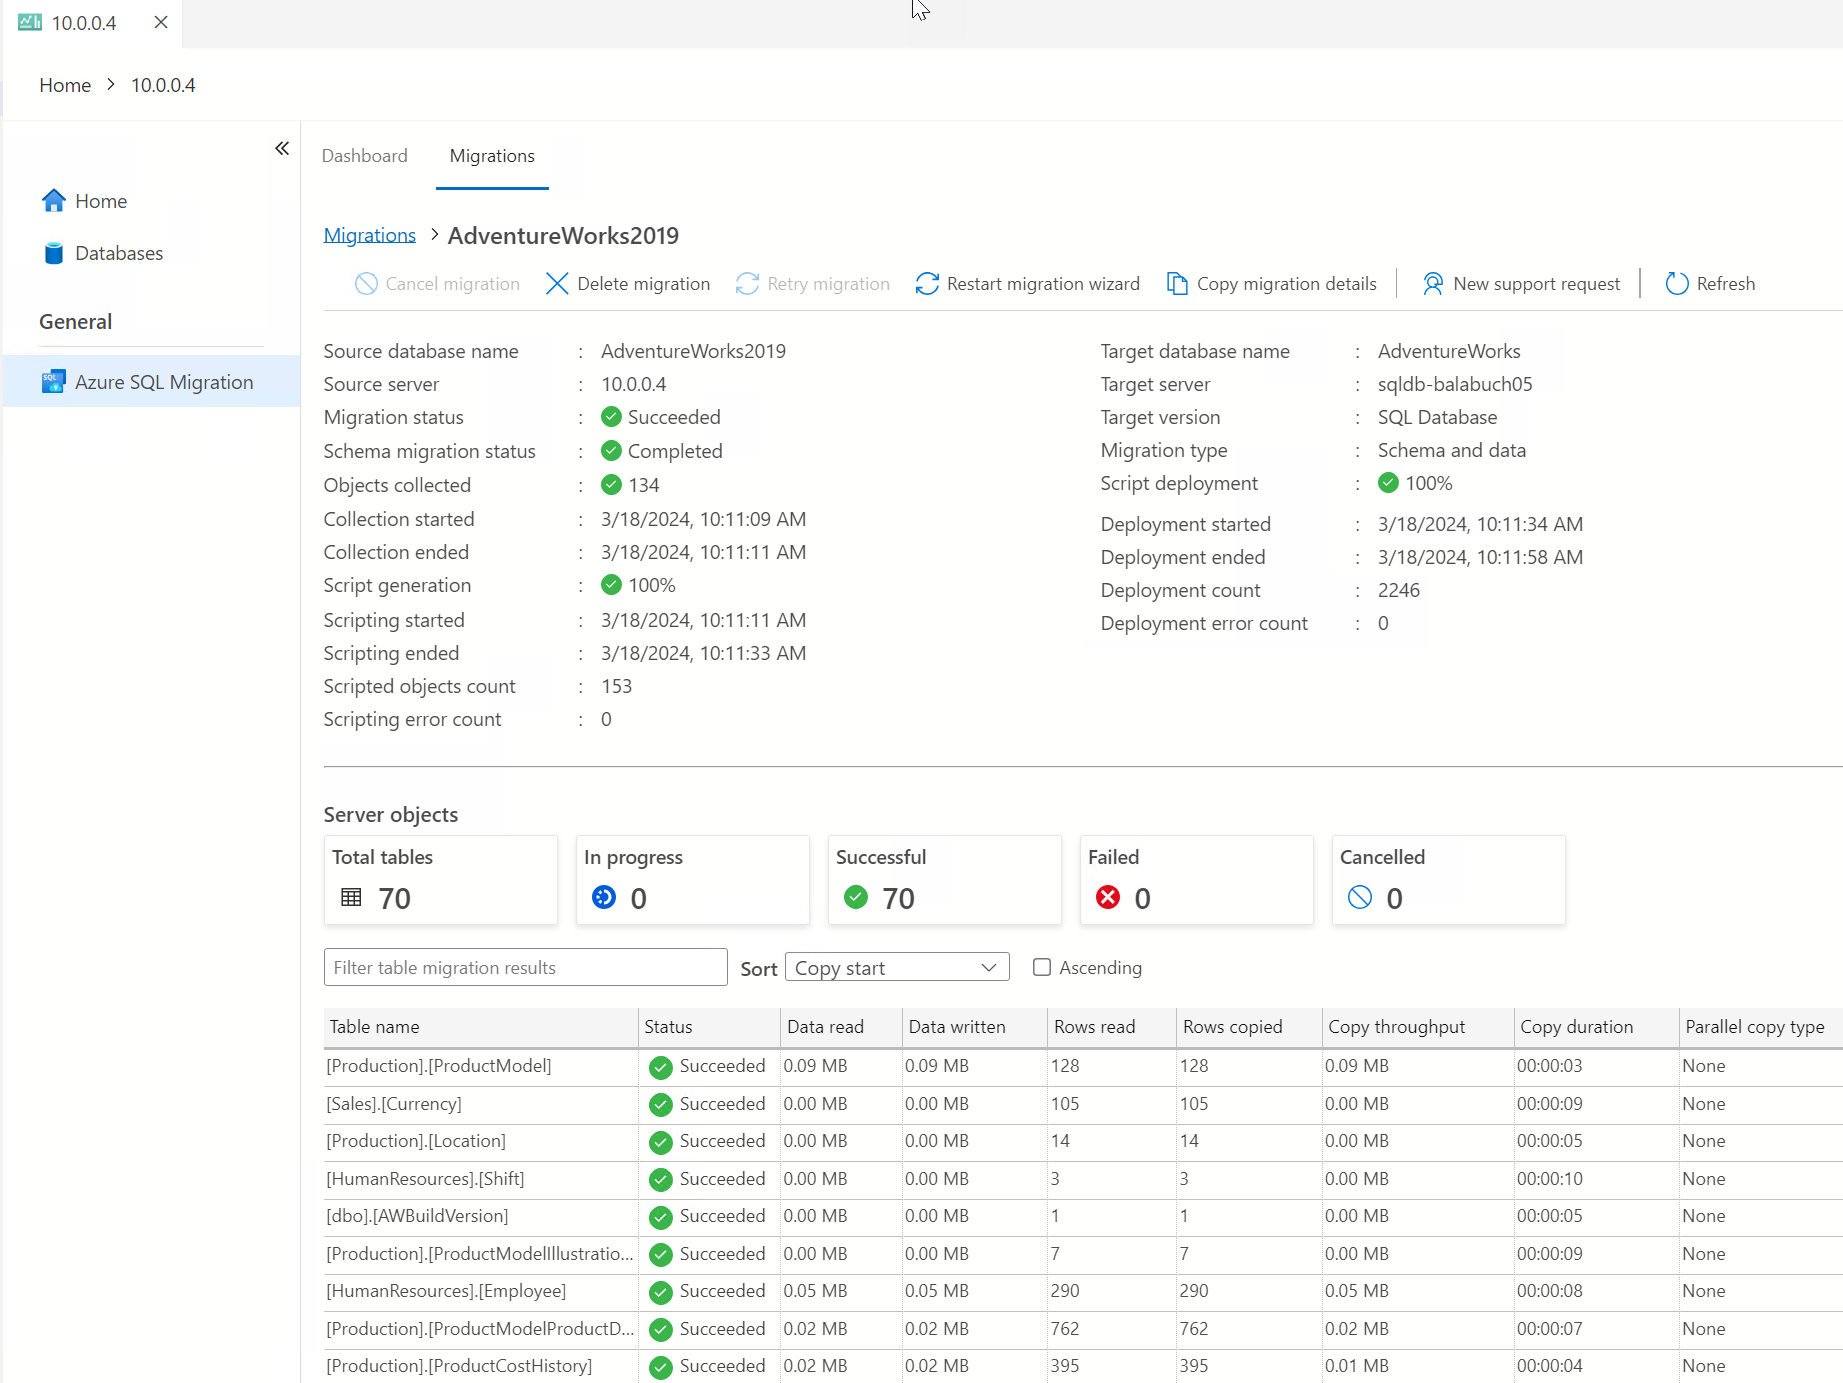 10.0.0.4
Home > 10.0.0.4
Home
Databases
General
Azure SQL Migration
Dashboard Migrations
Migrations > AdventureWorks2019
Cancel migration Delete migration Retry migration Restart migration wizard Copy migration details New support request Refresh
Source database name : AdventureWorks2019
Source server : 10.0.0.4
Migration status : Succeeded
Schema migration status : Completed
Objects collected : 134
Collection started : 3/18/2024, 10:11:09 AM
Collection ended : 3/18/2024, 10:11:11 AM
Script generation : 100%
Scripting started : 3/18/2024, 10:11:11 AM
Scripting ended : 3/18/2024, 10:11:33 AM
Scripted objects count : 153
Scripting error count : 0
Target database name : AdventureWorks
Target server : sqldb-balabuch05
Target version : SQL Database
Migration type : Schema and data
Script deployment : 100%
Deployment started : 3/18/2024, 10:11:34 AM
Deployment ended : 3/18/2024, 10:11:58 AM
Deployment count : 2246
Deployment error count : 0
Server objects
Total tables In progress Successful Failed Cancelled
70 0 70 0 0
Filter table migration results Sort Copy start Ascending
Table name Status Data read Data written Rows read Rows copied Copy throughput Copy duration Parallel copy type
[Production].[ProductModel] Succeeded 0.09 MB 0.09 MB 128 128 0.09 MB 00:00:03 None
[Sales].[Currency] Succeeded 0.00 MB 0.00 MB 105 105 0.00 MB 00:00:09 None
[Production].[Location] Succeeded 0.00 MB 0.00 MB 14 14 0.00 MB 00:00:05 None
[HumanResources].[Shift] Succeeded 0.00 MB 0.00 MB 3 3 0.00 MB 00:00:10 None
[dbo].[AWBuildVersion] Succeeded 0.00 MB 0.00 MB 1 1 0.00 MB 00:00:05 None
[Production].[ProductModelIllustratio... Succeeded 0.00 MB 0.00 MB 7 7 0.00 MB 00:00:09 None
[HumanResources].[Employee] Succeeded 0.05 MB 0.05 MB 290 290 0.05 MB 00:00:08 None
[Production].[ProductModelProductD... Succeeded 0.02 MB 0.02 MB 762 762 0.02 MB 00:00:07 None
[Production].[ProductCostHistory] Succeeded 0.02 MB 0.02 MB 395 395 0.01 MB 00:00:04 None